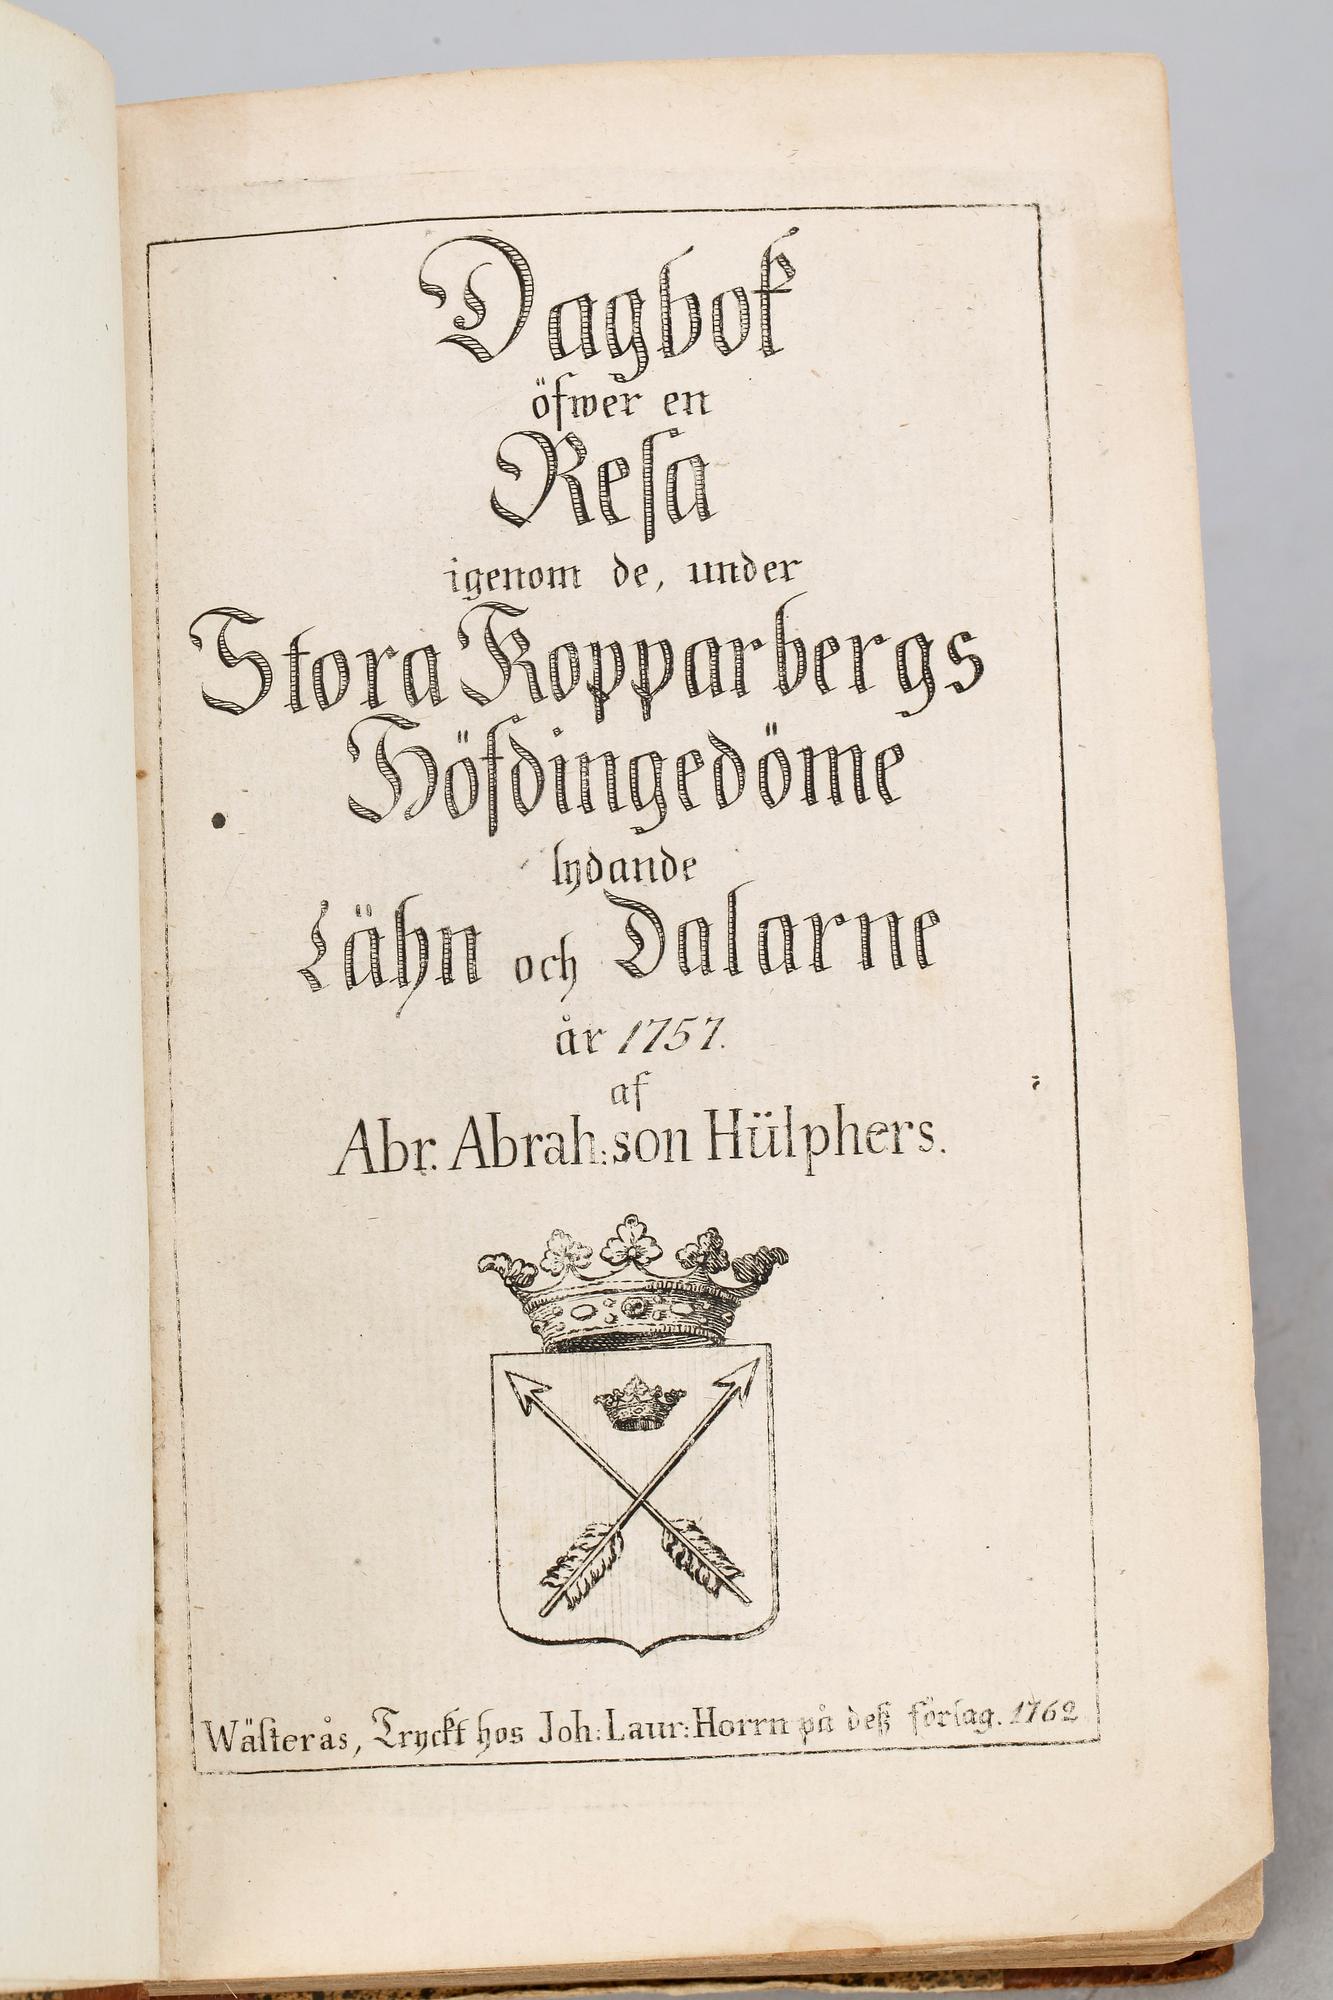 Dagbok
öfwer en
Resa
igenom de, under
Stora Kopparbergs
Höfdingedöme
lydande
Lähn och Dalarne
år 1757.
af
Abr. Abrah:son Hülphers.
Wästerås, Tryckt hos Joh: Laur: Horrn på deß förlag. 1762